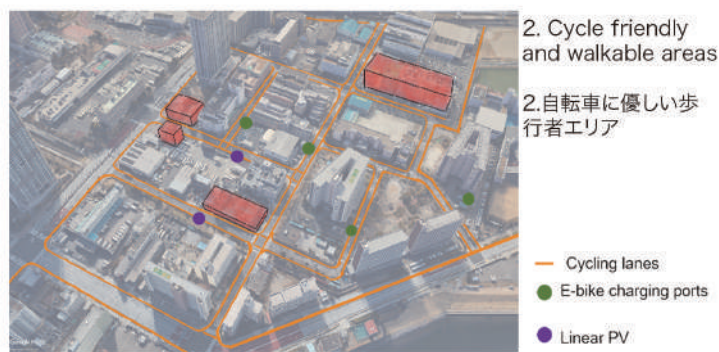 2. Cycle friendly
and walkable areas
2.自転車に優しい歩
行者エリア
Cycling lanes
E-bike charging ports
Linear PV